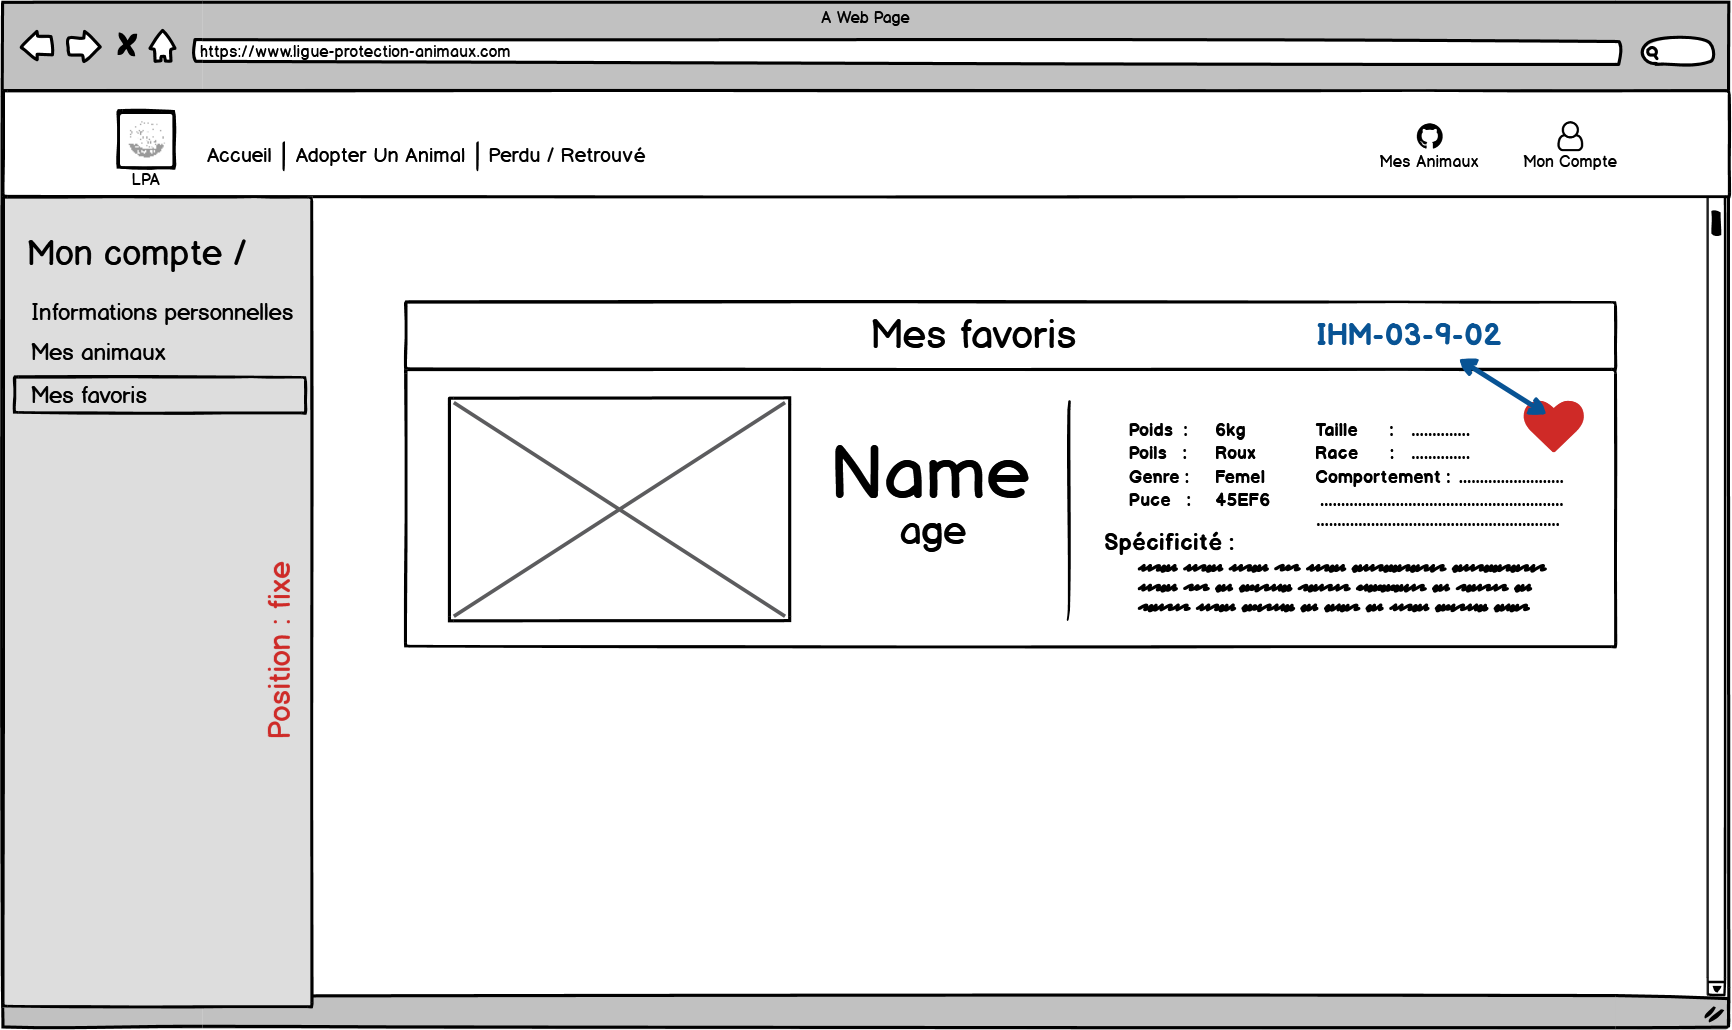 A Web Page
https://www.ligue-protection-animaux.com
LPA
Accueil | Adopter Un Animal | Perdu / Retrouvé
Mes Animaux
Mon Compte
Mon compte /
Informations personnelles
Mes animaux
Mes favoris
Position : fixe
Mes favoris
IHM-03-9-02
Name
age
Poids : 6kg
Poils : Roux
Genre : Femel
Puce : 45EF6
Taille : ..............
Race : ..............
Comportement : .........................
..........................................................
..........................................................
Spécificité :